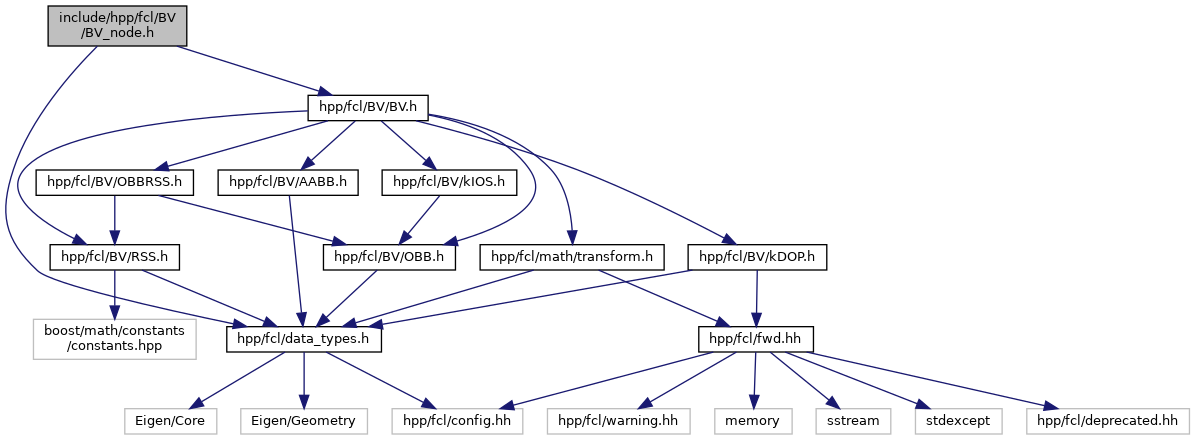 include/hpp/fcl/BV
/BV_node.h
hpp/fcl/BV/BV.h
hpp/fcl/BV/OBBRSS.h
hpp/fcl/BV/AABB.h
hpp/fcl/BV/kIOS.h
hpp/fcl/BV/RSS.h
hpp/fcl/BV/OBB.h
hpp/fcl/math/transform.h
hpp/fcl/BV/kDOP.h
boost/math/constants
/constants.hpp
hpp/fcl/data_types.h
hpp/fcl/fwd.hh
Eigen/Core
Eigen/Geometry
hpp/fcl/config.hh
hpp/fcl/warning.hh
memory
sstream
stdexcept
hpp/fcl/deprecated.hh